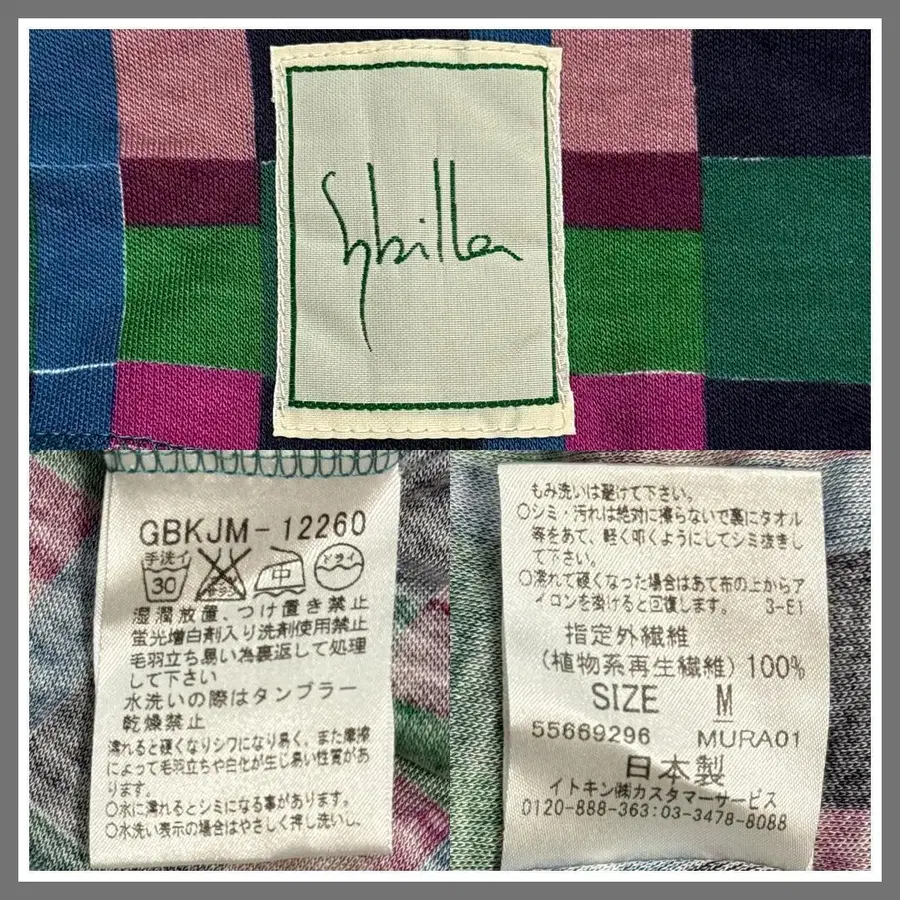 Sybilla
GBKJM-12260
手洗イ
30
エンソサラシ
中
ドライ
湿潤放置、つけ置き禁止
蛍光増白剤入り洗剤使用禁止
毛羽立ち易い為裏返して処理
して下さい
水洗いの際はタンブラー
乾燥禁止
濡れると硬くなりシワになり易く、また摩擦
によって毛羽立ちや白化が生じ易い性質があ
ります。
○水に濡れるとシミになる事があります。
○水洗い表示の場合はやさしく押し洗いし、
もみ洗いは避けて下さい。
○シミ・汚れは絶対に擦らないで裏にタオル
等をあて、軽く叩くようにしてシミ抜きし
て下さい。
○濡れて硬くなった場合はあて布の上からア
イロンを掛けると回復します。 3-E1
指定外繊維
(植物系再生繊維) 100%
SIZE M
55669296 MURA01
日本製
イトキン㈱カスタマーサービス
0120-888-363:03-3478-8088